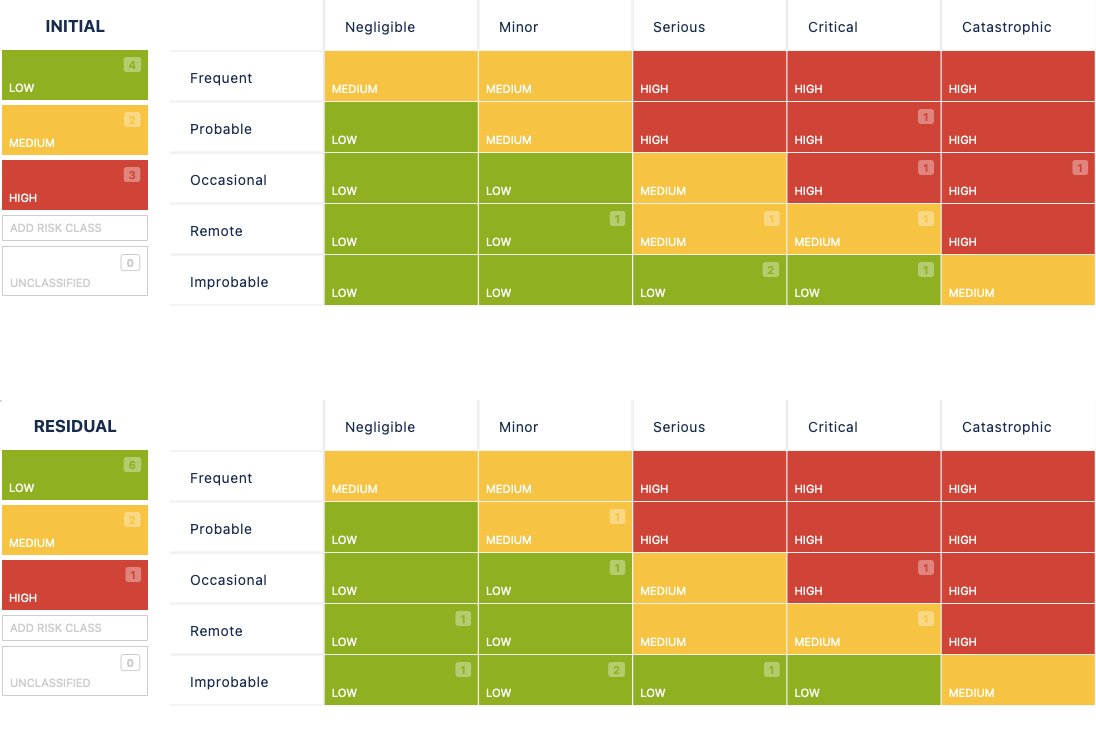 INITIAL Negligible Minor Serious Critical Catastrophic
4
LOW
2
MEDIUM
3
HIGH
ADD RISK CLASS
0
UNCLASSIFIED
Frequent
MEDIUM MEDIUM HIGH HIGH HIGH
Probable 1
LOW MEDIUM HIGH HIGH HIGH
Occasional 1 1
LOW LOW MEDIUM HIGH HIGH
Remote 1 1 1
LOW LOW MEDIUM MEDIUM HIGH
Improbable 2 1
LOW LOW LOW LOW MEDIUM
RESIDUAL Negligible Minor Serious Critical Catastrophic
6
LOW
2
MEDIUM
1
HIGH
ADD RISK CLASS
0
UNCLASSIFIED
Frequent
MEDIUM MEDIUM HIGH HIGH HIGH
Probable 1
LOW MEDIUM HIGH HIGH HIGH
Occasional 1 1
LOW LOW MEDIUM HIGH HIGH
Remote 1 1
LOW LOW MEDIUM MEDIUM HIGH
Improbable 1 2 1
LOW LOW LOW LOW MEDIUM